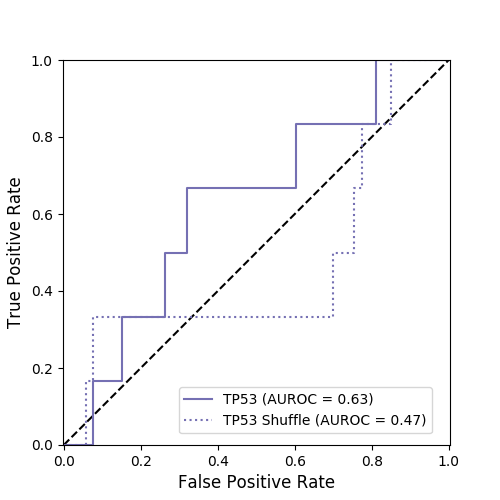 1.0
0.8
0.6
0.4
0.2
0.0
True Positive Rate
TP53 (AUROC = 0.63)
TP53 Shuffle (AUROC = 0.47)
0.0 0.2 0.4 0.6 0.8 1.0
False Positive Rate